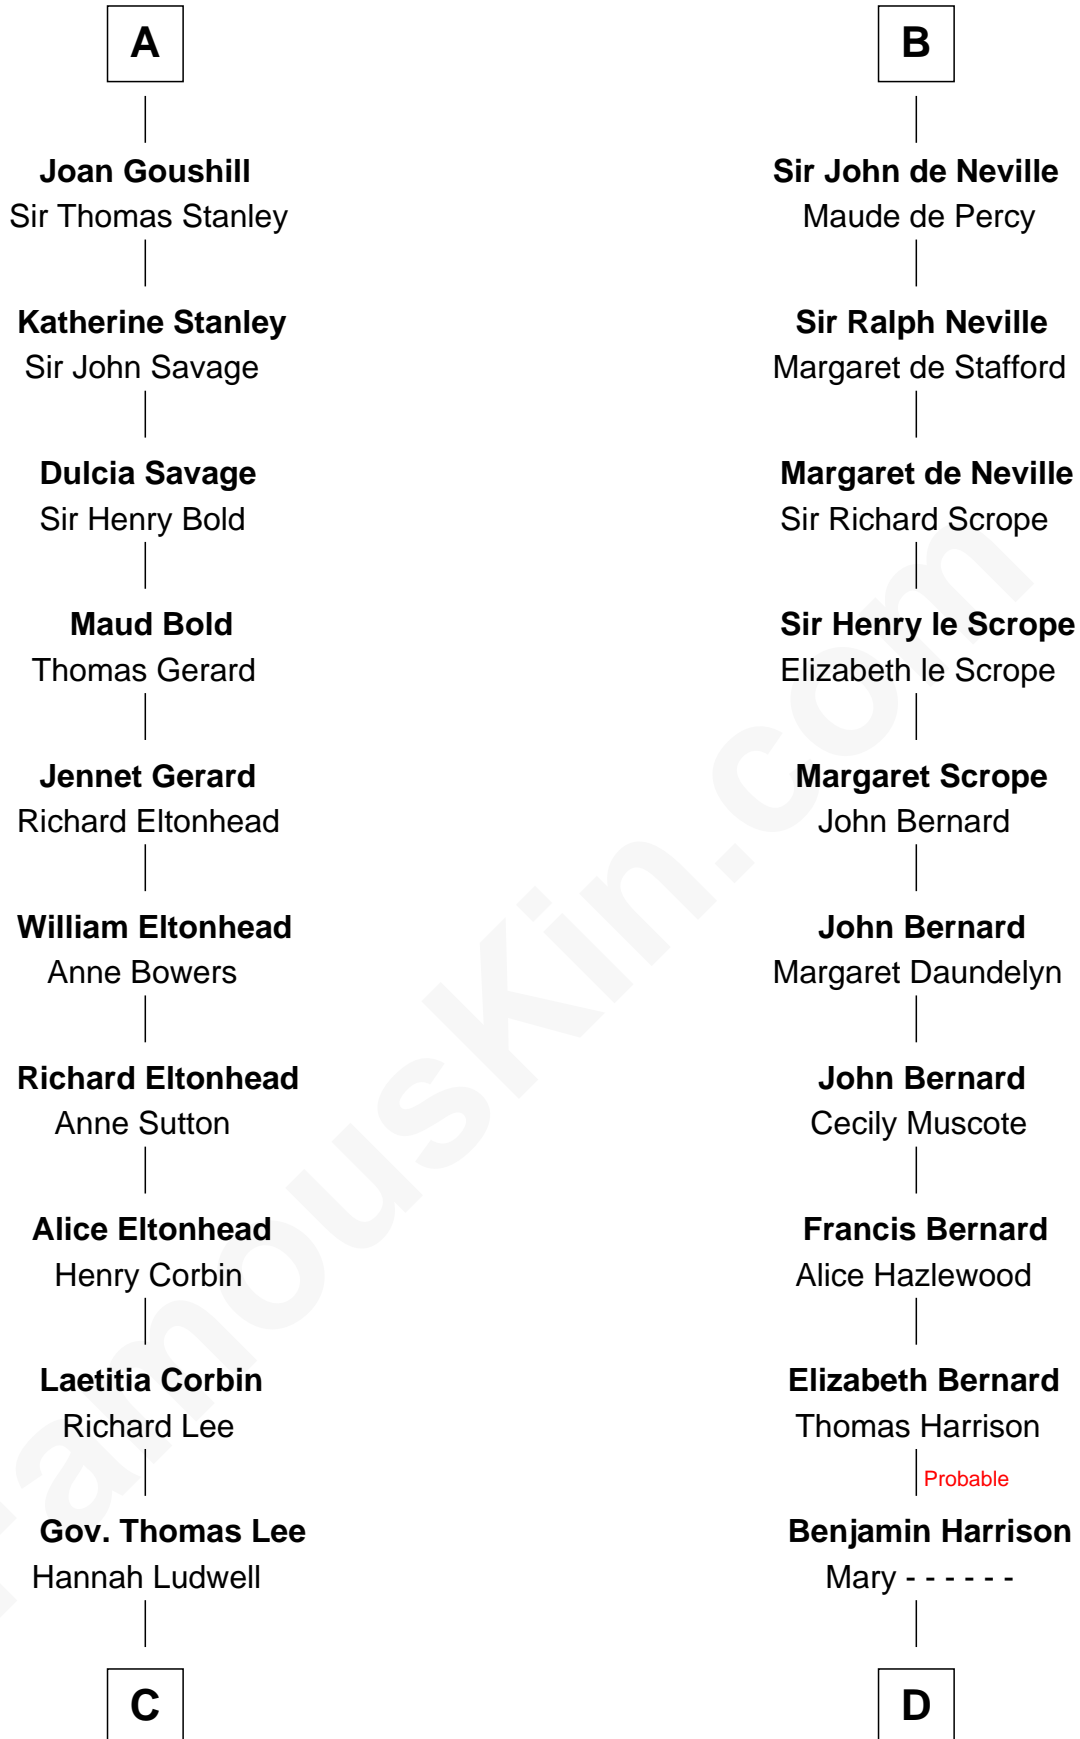 A
Joan Goushill
Sir Thomas Stanley
Katherine Stanley
Sir John Savage
Dulcia Savage
Sir Henry Bold
Maud Bold
Thomas Gerard
Jennet Gerard
Richard Eltonhead
William Eltonhead
Anne Bowers
Richard Eltonhead
Anne Sutton
Alice Eltonhead
Henry Corbin
Laetitia Corbin
Richard Lee
Gov. Thomas Lee
Hannah Ludwell
C
B
Sir John de Neville
Maude de Percy
Sir Ralph Neville
Margaret de Stafford
Margaret de Neville
Sir Richard Scrope
Sir Henry le Scrope
Elizabeth le Scrope
Margaret Scrope
John Bernard
John Bernard
Margaret Daundelyn
John Bernard
Cecily Muscote
Francis Bernard
Alice Hazlewood
Elizabeth Bernard
Thomas Harrison
Probable
Benjamin Harrison
Mary - - - - - -
D
FamousKin.com